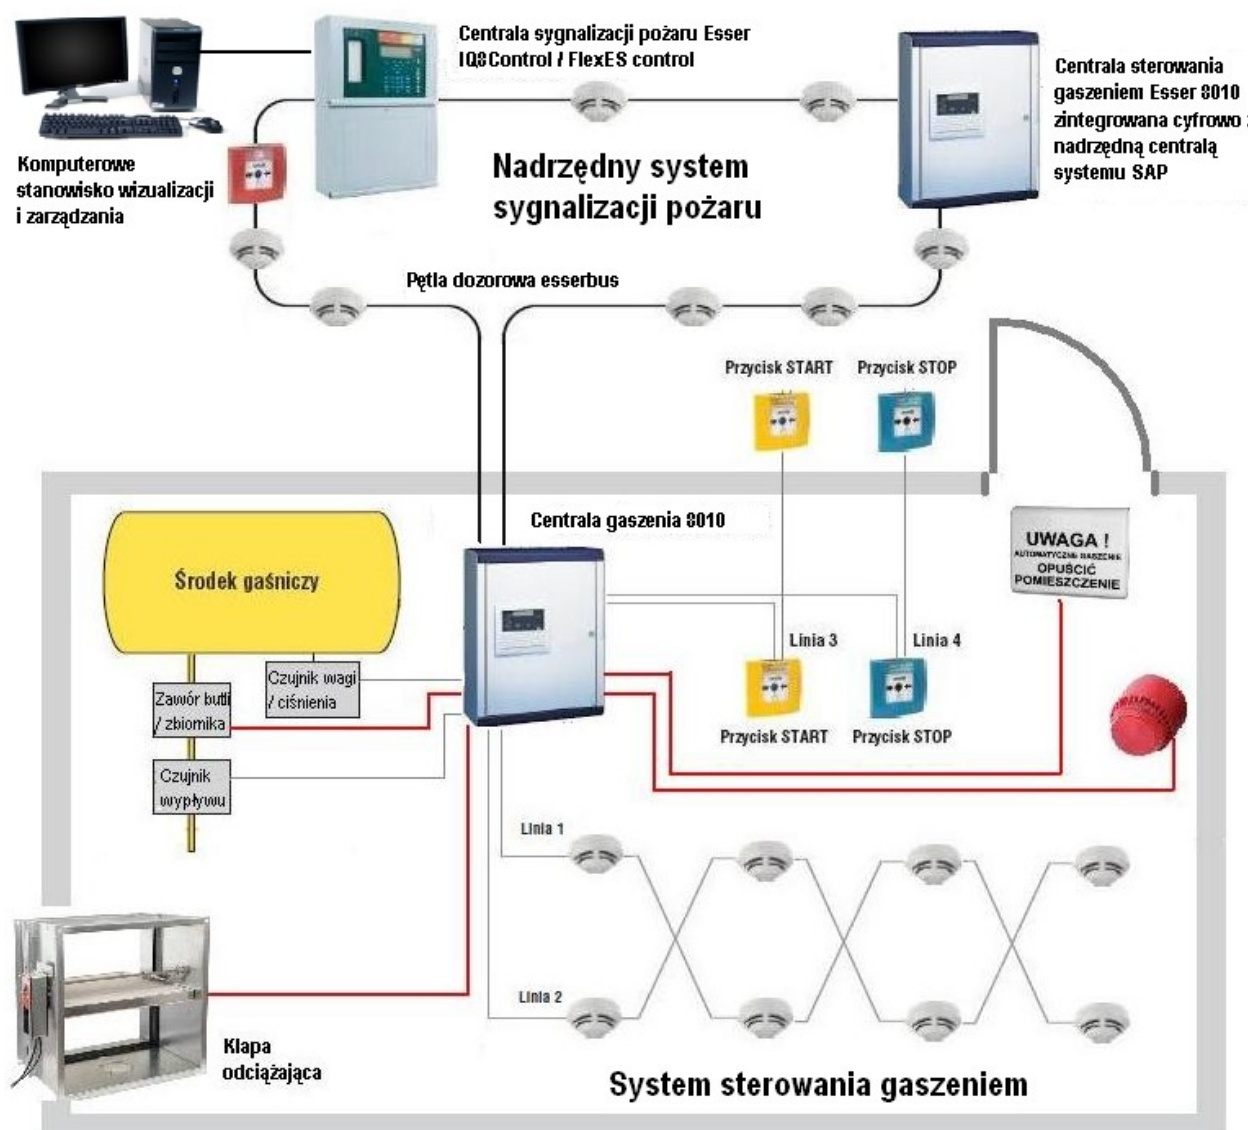 Centrala sygnalizacji pożaru Esser
IQ8Control / FlexES control
Centrala sterowania
gaszeniem Esser 8010
zintegrowana cyfrowo z
nadrzędną centralą
systemu SAP
Komputerowe
stanowisko wizualizacji
i zarządzania
Nadrzędny system
sygnalizacji pożaru
Pętla dozorowa esserbus
Przycisk START
Przycisk STOP
Centrala gaszenia 8010
UWAGA !
AUTOMATYCZNE GASZENIE
OPUŚCIĆ
POMIESZCZENIE
Środek gaśniczy
Linia 3
Linia 4
Czujnik wagi
/ ciśnienia
Zawór butli
/ zbiornika
Przycisk START
Przycisk STOP
Czujnik
wypływu
Linia 1
Linia 2
Klapa
odciążająca
System sterowania gaszeniem